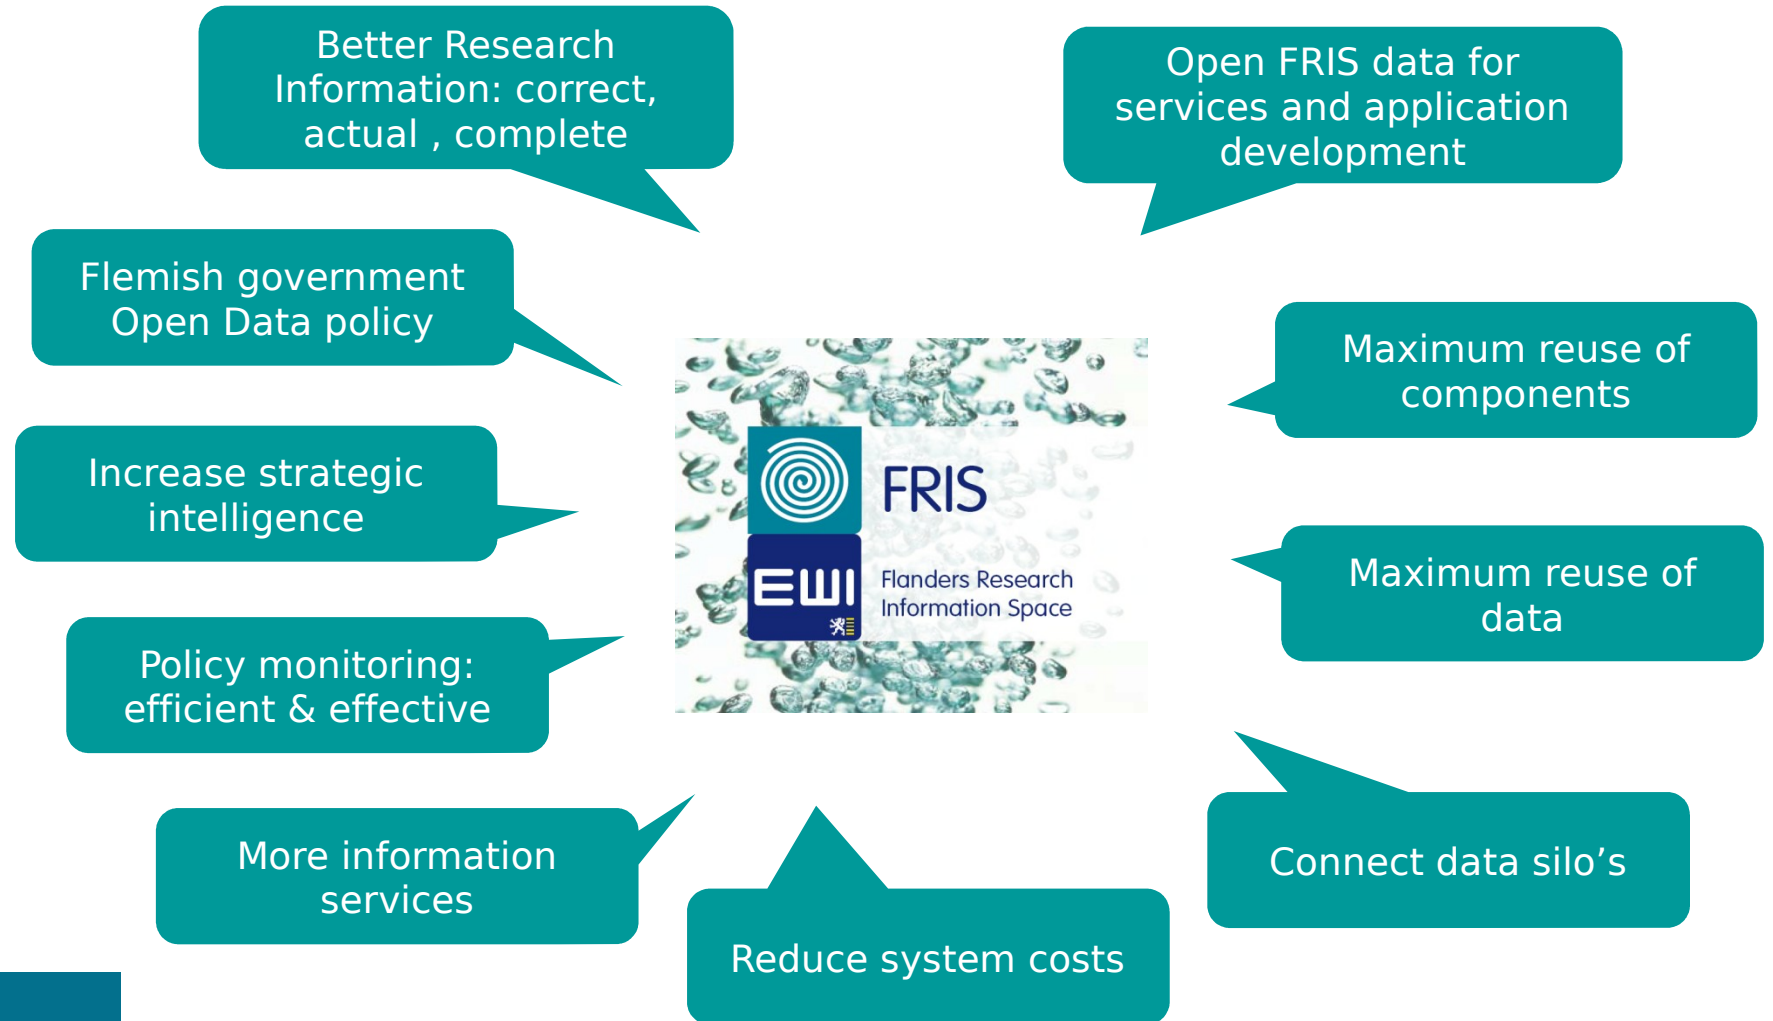 Better Research
Information: correct,
actual , complete
Open FRIS data for
services and application
development
Flemish government
Open Data policy
Maximum reuse of
components
Increase strategic
intelligence
FRIS
EWI
Flanders Research
Information Space
Maximum reuse of
data
Policy monitoring:
efficient & effective
More information
services
Connect data silo’s
Reduce system costs